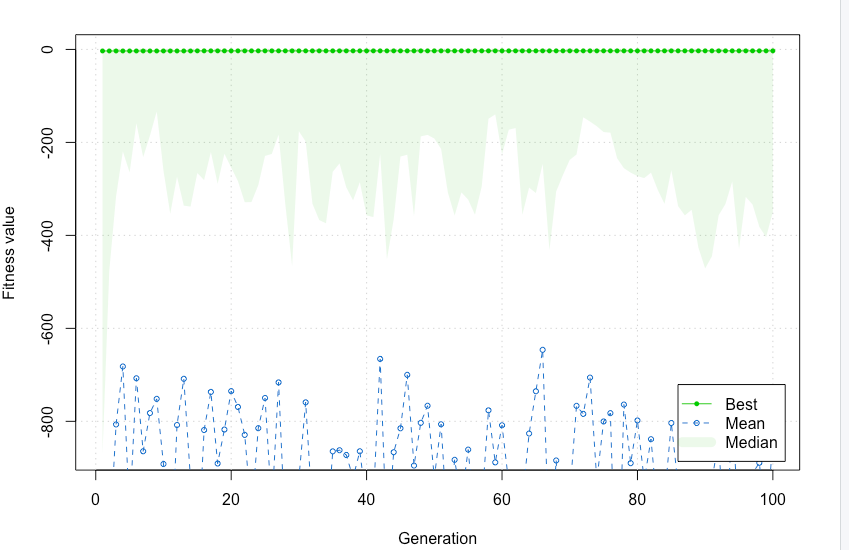 0
-200
-400
-600
-800
Fitness value
0
20
40
60
80
100
Generation
Best
Mean
Median